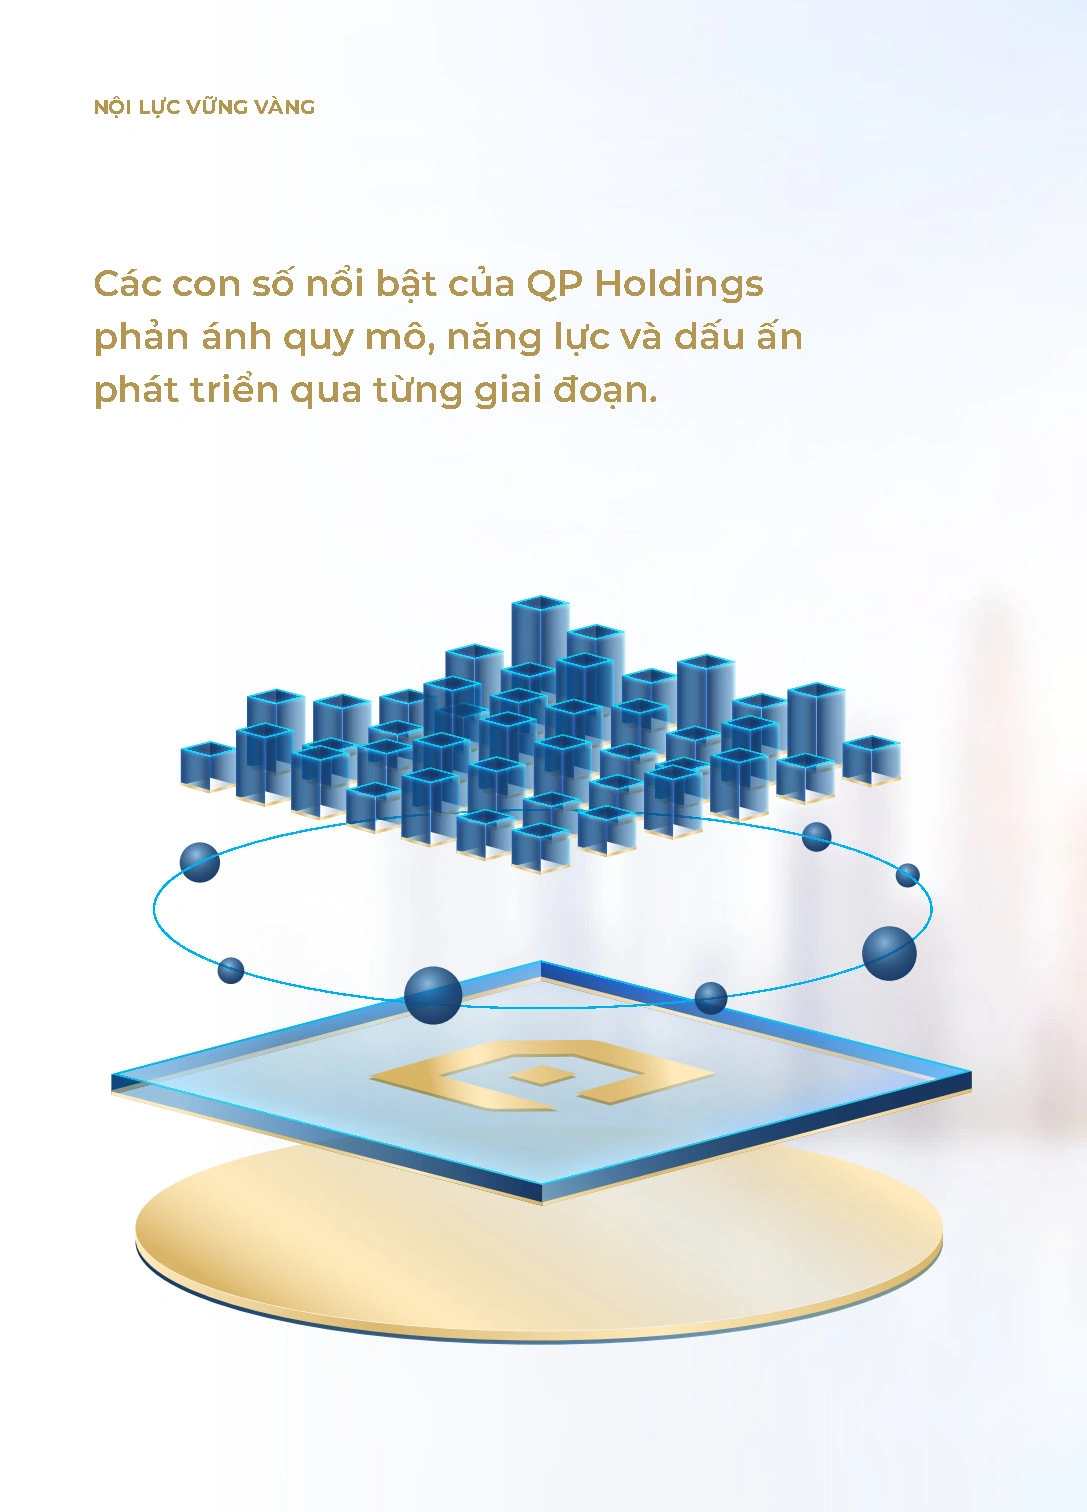 NỘI LỰC VỮNG VÀNG
Các con số nổi bật của QP Holdings
phản ánh quy mô, năng lực và dấu ấn
phát triển qua từng giai đoạn.